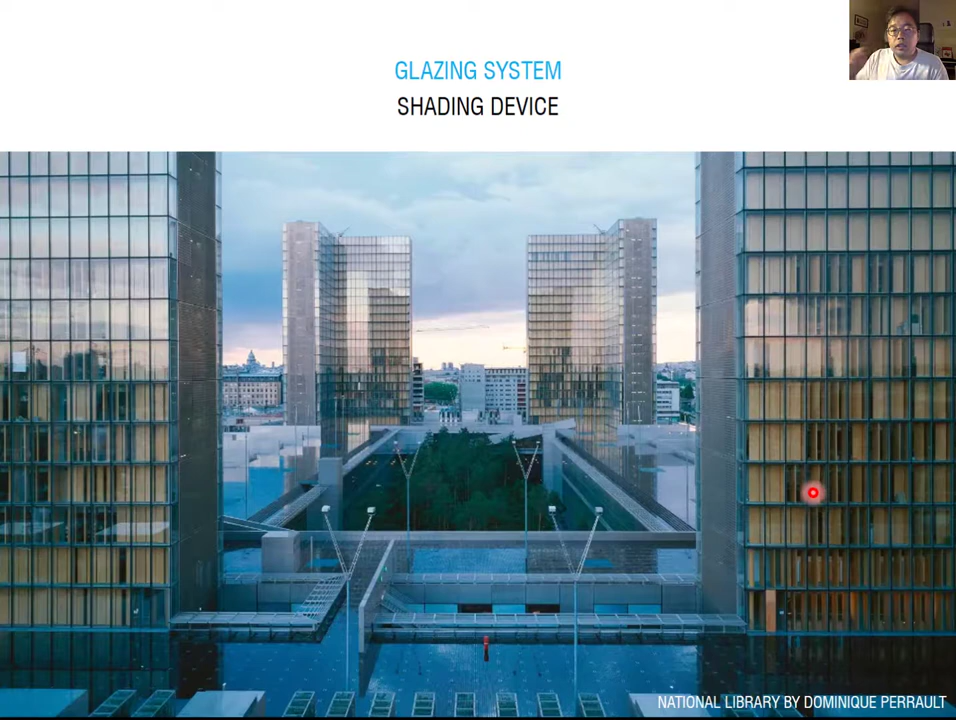 GLAZING SYSTEM
SHADING DEVICE
NATIONAL LIBRARY BY DOMINIQUE PERRAULT